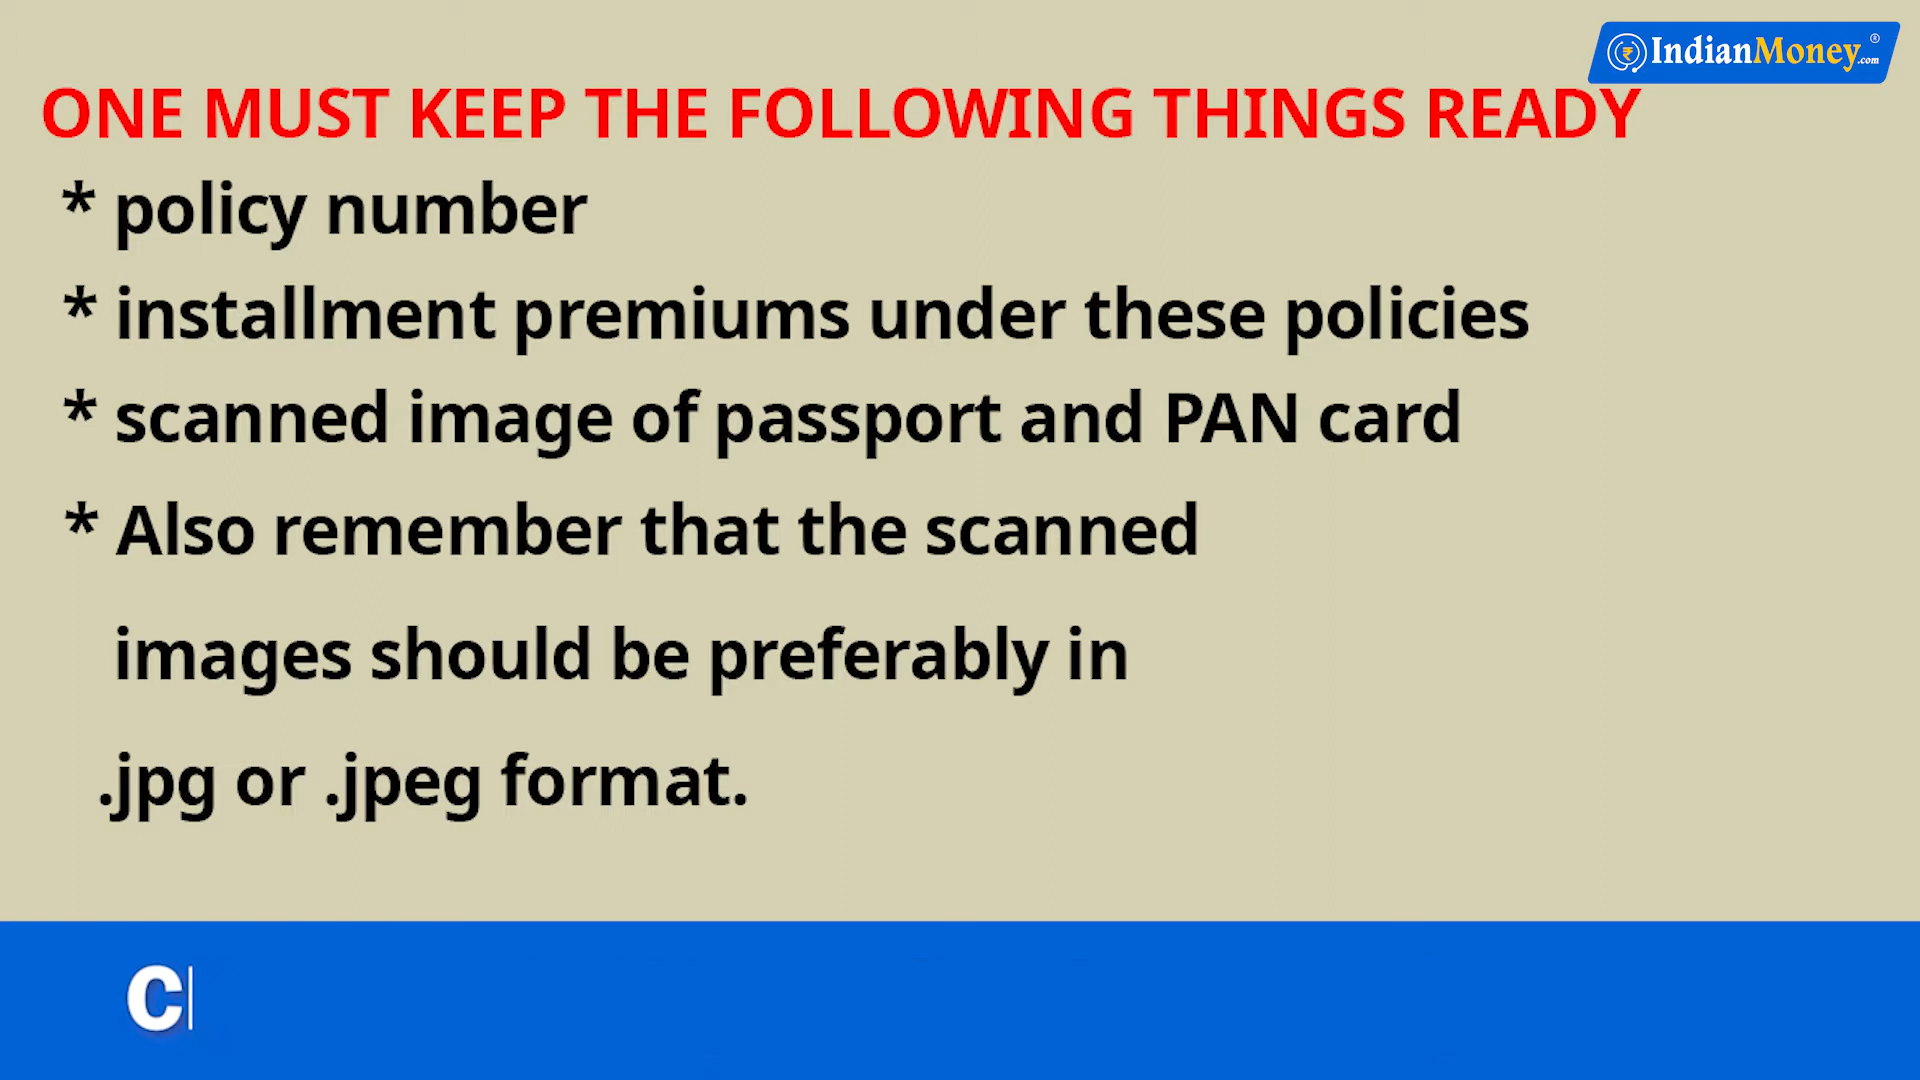 IndianMoney.com
ONE MUST KEEP THE FOLLOWING THINGS READY
* policy number
* installment premiums under these policies
* scanned image of passport and PAN card
* Also remember that the scanned
images should be preferably in
.jpg or .jpeg format.
C